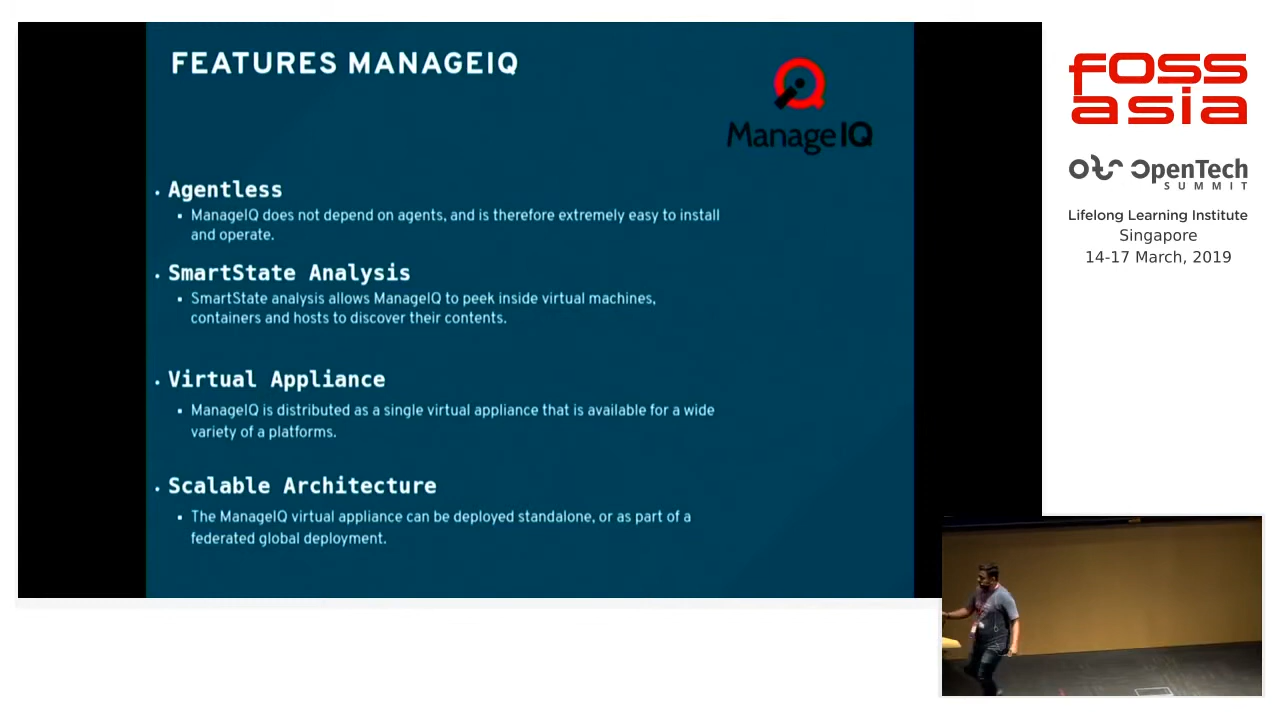 FEATURES MANAGEIQ
ManageIQ
Agentless
ManageIQ does not depend on agents, and is therefore extremely easy to install
and operate.
SmartState Analysis
SmartState analysis allows ManageIQ to peek inside virtual machines,
containers and hosts to discover their contents.
Virtual Appliance
ManageIQ is distributed as a single virtual appliance that is available for a wide
variety of a platforms.
Scalable Architecture
The ManageIQ virtual appliance can be deployed standalone, or as part of a
federated global deployment.
foss
asia
OpenTech
SUMMIT
Lifelong Learning Institute
Singapore
14-17 March, 2019